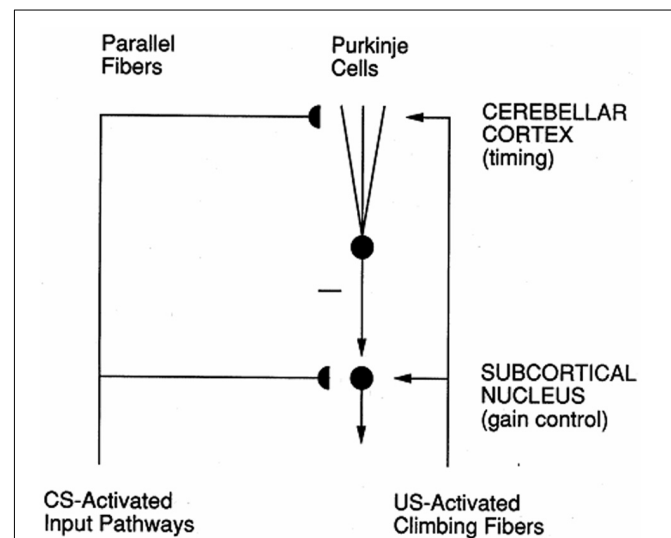 Parallel
Fibers
Purkinje
Cells
CEREBELLAR
CORTEX
(timing)
—
SUBCORTICAL
NUCLEUS
(gain control)
CS-Activated
Input Pathways
US-Activated
Climbing Fibers